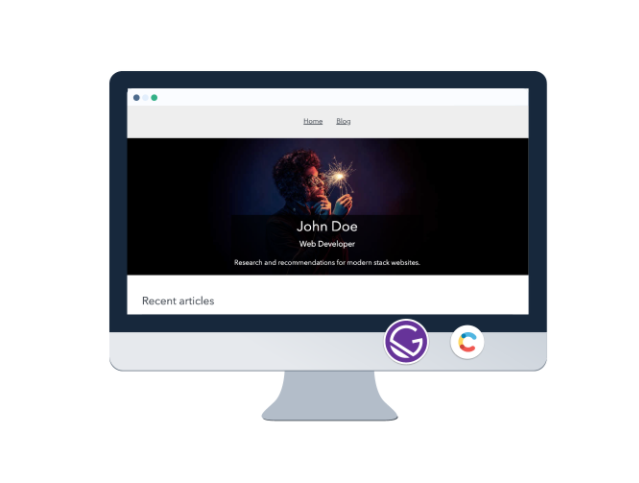 Home Blog
John Doe
Web Developer
Research and recommendations for modern stack websites.
Recent articles